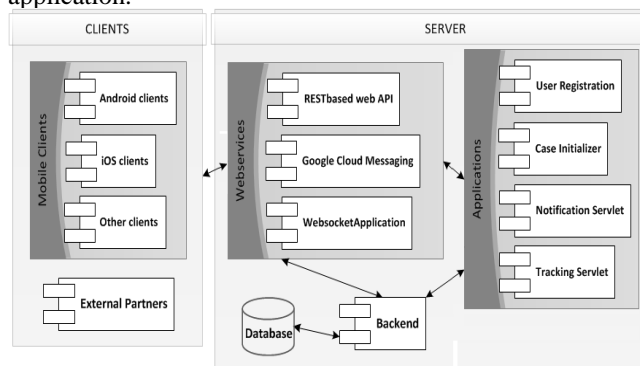 application.
CLIENTS
SERVER
Mobile Clients
Android clients
iOS clients
Other clients
External Partners
Webservices
RESTbased web API
Google Cloud Messaging
WebsocketApplication
Applications
User Registration
Case Initializer
Notification Servlet
Tracking Servlet
Database
Backend